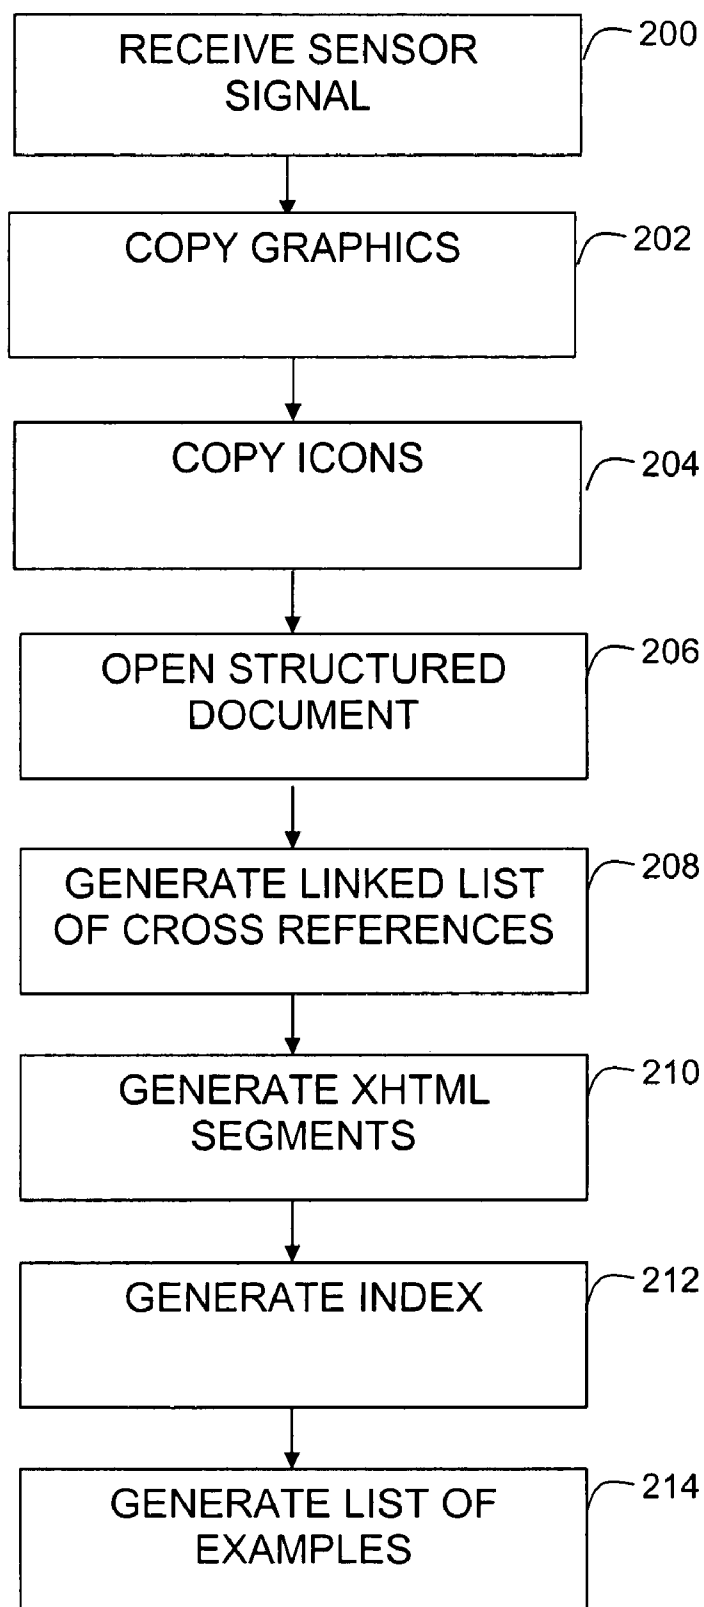 RECEIVE SENSOR
SIGNAL
200
COPY GRAPHICS
202
COPY ICONS
204
OPEN STRUCTURED
DOCUMENT
206
GENERATE LINKED LIST
OF CROSS REFERENCES
208
GENERATE XHTML
SEGMENTS
210
GENERATE INDEX
212
GENERATE LIST OF
EXAMPLES
214